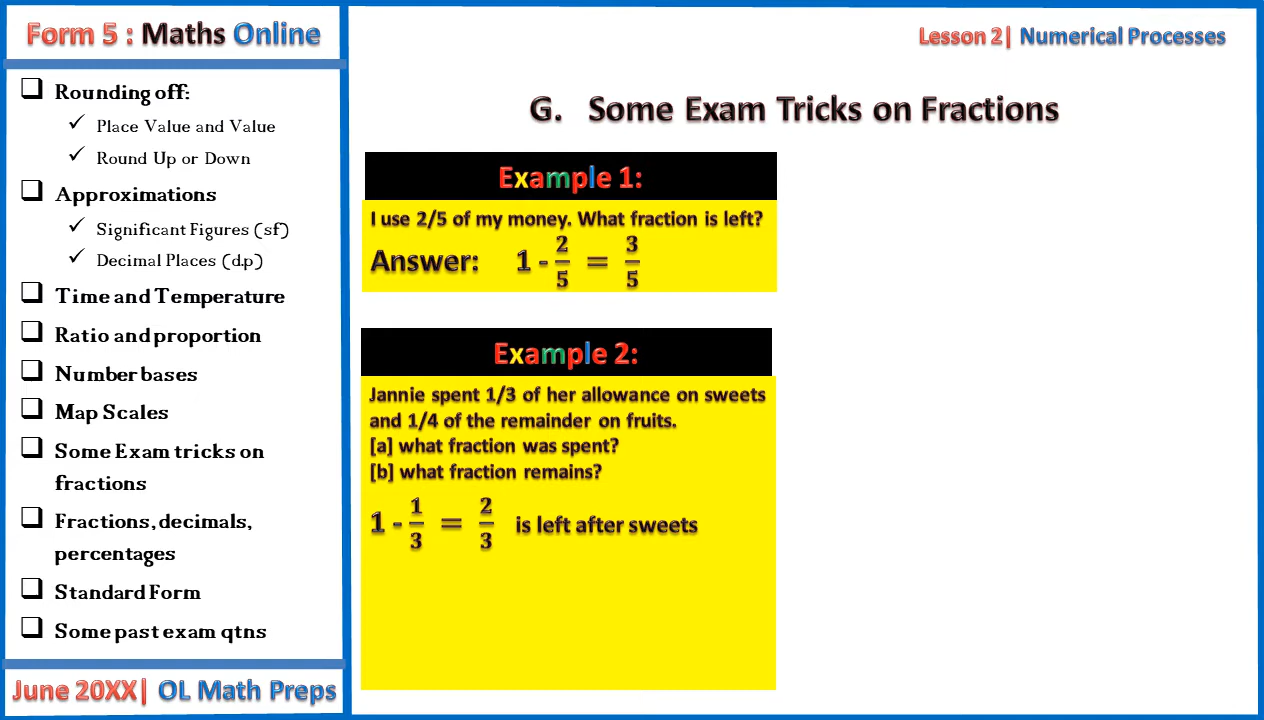 Form 5 : Maths Online
Lesson 2| Numerical Processes
❑ Rounding off:
✓ Place Value and Value
✓ Round Up or Down
❑ Approximations
✓ Significant Figures (sf)
✓ Decimal Places (d.p)
❑ Time and Temperature
❑ Ratio and proportion
❑ Number bases
❑ Map Scales
❑ Some Exam tricks on
fractions
❑ Fractions, decimals,
percentages
❑ Standard Form
❑ Some past exam qtns
June 20XX| OL Math Preps
G. Some Exam Tricks on Fractions
Example 1:
I use 2/5 of my money. What fraction is left?
Answer: 1 - 2/5 = 3/5
Example 2:
Jannie spent 1/3 of her allowance on sweets
and 1/4 of the remainder on fruits.
[a] what fraction was spent?
[b] what fraction remains?
1 - 1/3 = 2/3 is left after sweets